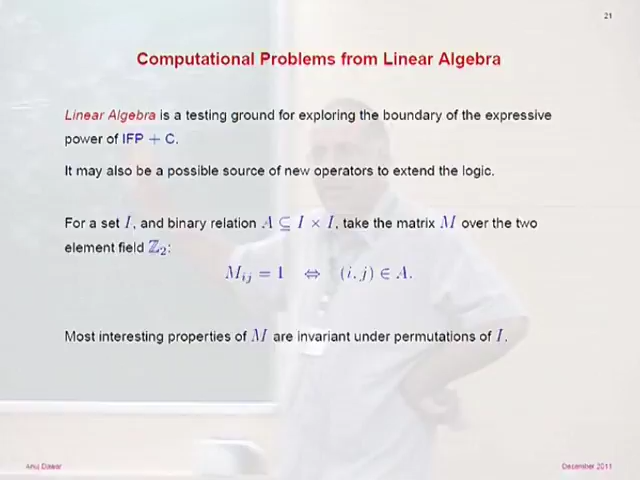 21
Computational Problems from Linear Algebra
Linear Algebra is a testing ground for exploring the boundary of the expressive
power of IFP + C.
It may also be a possible source of new operators to extend the logic.
For a set I, and binary relation A ⊆ I × I, take the matrix M over the two
element field ℤ₂:
Mᵢⱼ = 1 ⇔ (i, j) ∈ A.
Most interesting properties of M are invariant under permutations of I.
Anuj Dawar
December 2011